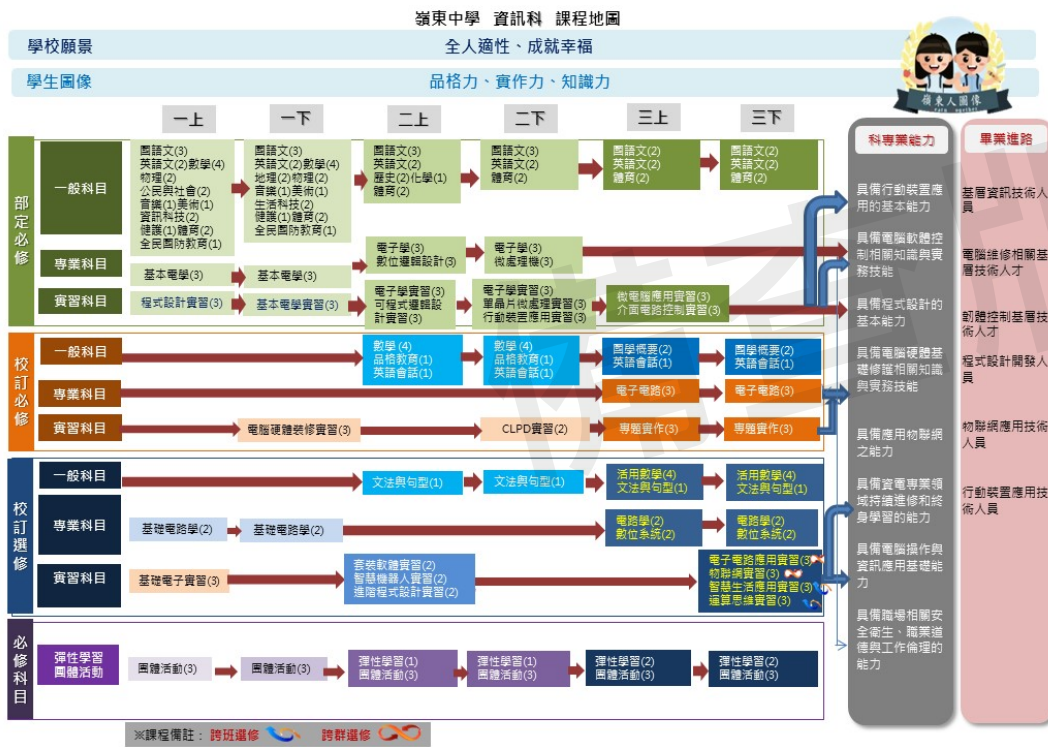 嶺東中學 資訊科 課程地圖
學校願景
全人適性、成就幸福
學生圖像
品格力、實作力、知識力
嶺東人圖像
一上
一下
二上
二下
三上
三下
科專業能力
畢業進路
部定必修
一般科目
國語文(3)
英語文(2)數學(4)
物理(2)
公民與社會(2)
音樂(1)美術(1)
資訊科技(2)
健護(1)體育(2)
全民國防教育(1)
國語文(3)
英語文(2)數學(4)
地理(2)物理(2)
音樂(1)美術(1)
生活科技(2)
健護(1)體育(2)
全民國防教育(1)
國語文(3)
英語文(2)
歷史(2)化學(1)
體育(2)
國語文(3)
英語文(2)
體育(2)
國語文(2)
英語文(2)
體育(2)
國語文(2)
英語文(2)
體育(2)
專業科目
基本電學(3)
基本電學(3)
電子學(3)
數位邏輯設計(3)
電子學(3)
微處理機(3)
實習科目
程式設計實習(3)
基本電學實習(3)
電子學實習(3)
可程式邏輯設
計實習(3)
電子學實習(3)
單晶片微處理實習(3)
行動裝置應用實習(3)
微電腦應用實習(3)
介面電路控制實習(3)
校訂必修
一般科目
數學(4)
品格教育(1)
英語會話(1)
數學(4)
品格教育(1)
英語會話(1)
國學概要(2)
英語會話(1)
國學概要(2)
英語會話(1)
專業科目
電子電路(3)
電子電路(3)
實習科目
電腦硬體裝修實習(3)
CLPD實習(2)
專題實作(3)
專題實作(3)
校訂選修
一般科目
文法與句型(1)
文法與句型(1)
活用數學(4)
文法與句型(1)
活用數學(4)
文法與句型(1)
專業科目
基礎電路學(2)
基礎電路學(2)
電路學(2)
數位系統(2)
電路學(2)
數位系統(2)
實習科目
基礎電子實習(3)
套裝軟體實習(2)
智慧機器人實習(2)
進階程式設計實習(2)
電子電路應用實習(3)
物聯網實習(3)
智慧生活應用實習(3)
運算思維實習(3)
必修科目
彈性學習
團體活動
團體活動(3)
團體活動(3)
彈性學習(1)
團體活動(3)
彈性學習(1)
團體活動(3)
彈性學習(2)
團體活動(3)
彈性學習(2)
團體活動(3)
具備行動裝置應
用的基本能力
具備電腦軟體控
制相關知識與實
務技能
具備程式設計的
基本能力
具備電腦硬體基
礎修護相關知識
與實務技能
具備應用物聯網
之能力
具備資電專業領
域持續進修和終
身學習的能力
具備電腦操作與
資訊應用基礎能
力
具備職場相關安
全衛生、職業道
德與工作倫理的
能力
基層資訊技術人
員
電腦維修相關基
層技術人才
韌體控制基層技
術人才
程式設計開發人
員
物聯網應用技術
人員
行動裝置應用技
術人員
※課程備註：跨班選修 跨群選修